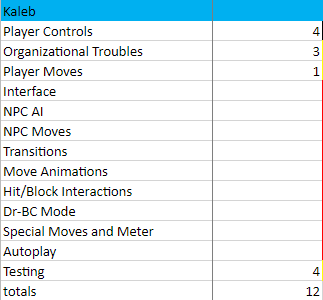 Kaleb
Player Controls 4
Organizational Troubles 3
Player Moves 1
Interface
NPC AI
NPC Moves
Transitions
Move Animations
Hit/Block Interactions
Dr-BC Mode
Special Moves and Meter
Autoplay
Testing 4
totals 12